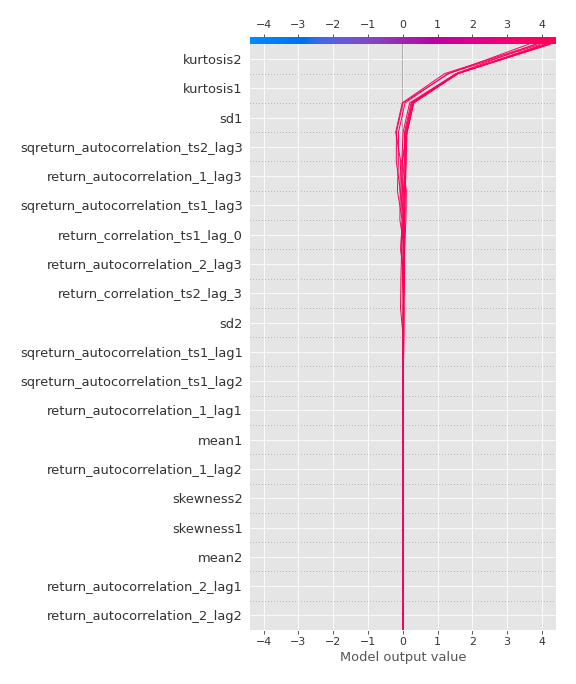 −4 −3 −2 −1 0 1 2 3 4
kurtosis2
kurtosis1
sd1
sqreturn_autocorrelation_ts2_lag3
return_autocorrelation_1_lag3
sqreturn_autocorrelation_ts1_lag3
return_correlation_ts1_lag_0
return_autocorrelation_2_lag3
return_correlation_ts2_lag_3
sd2
sqreturn_autocorrelation_ts1_lag1
sqreturn_autocorrelation_ts1_lag2
return_autocorrelation_1_lag1
mean1
return_autocorrelation_1_lag2
skewness2
skewness1
mean2
return_autocorrelation_2_lag1
return_autocorrelation_2_lag2
−4 −3 −2 −1 0 1 2 3 4
Model output value